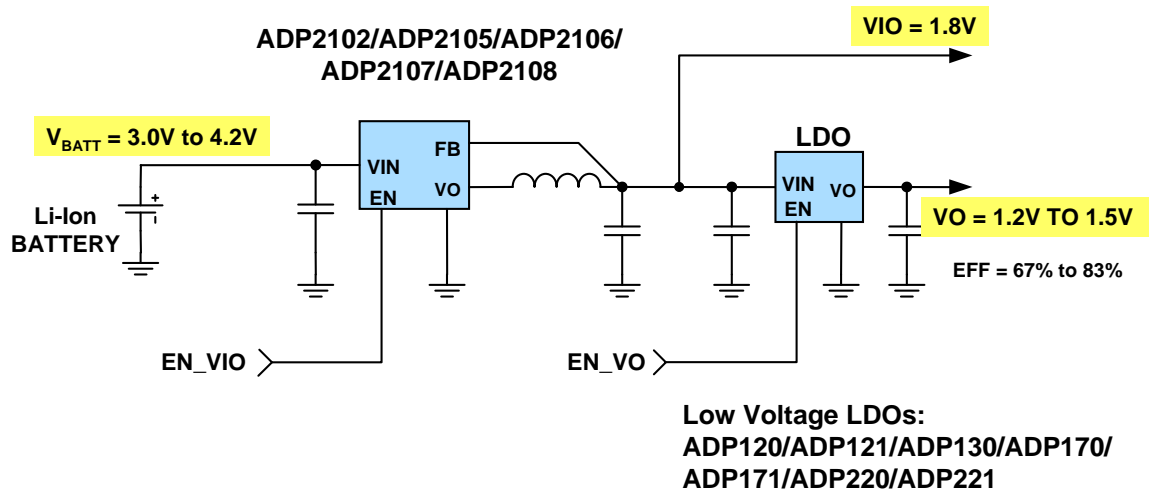 ADP2102/ADP2105/ADP2106/
ADP2107/ADP2108
VIO = 1.8V
VBATT = 3.0V to 4.2V
LDO
VIN
FB
EN
VO
VIN
VO
EN
Li-Ion
BATTERY
+
VO = 1.2V TO 1.5V
EFF = 67% to 83%
EN_VIO
EN_VO
Low Voltage LDOs:
ADP120/ADP121/ADP130/ADP170/
ADP171/ADP220/ADP221